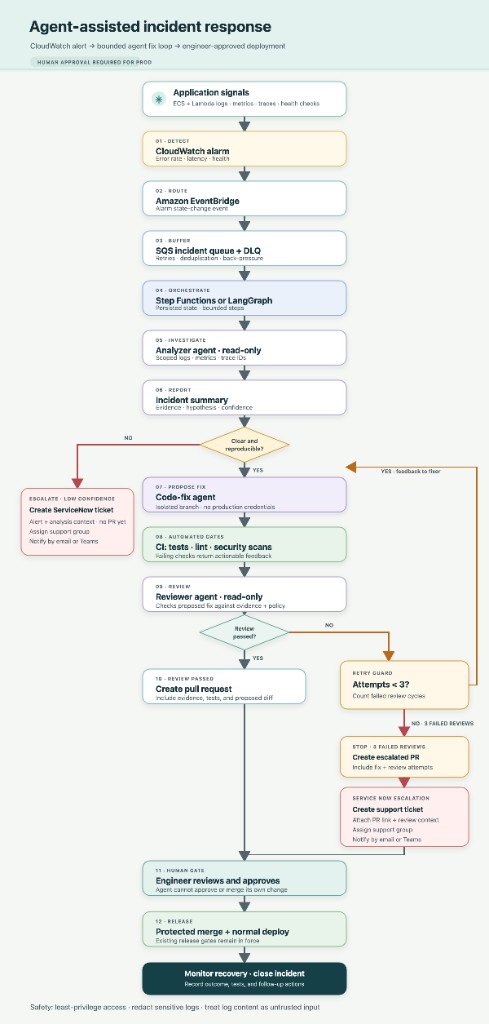 Agent-assisted incident response
CloudWatch alert → bounded agent fix loop → engineer-approved deployment
HUMAN APPROVAL REQUIRED FOR PROD
Application signals
ECS + Lambda logs · metrics · traces · health checks
01 · DETECT
CloudWatch alarm
Error rate · latency · health
02 · ROUTE
Amazon EventBridge
Alarm state-change event
03 · BUFFER
SQS incident queue + DLQ
Retries · deduplication · back-pressure
04 · ORCHESTRATE
Step Functions or LangGraph
Persisted state · bounded steps
05 · INVESTIGATE
Analyzer agent · read-only
Scoped logs · metrics · trace IDs
06 · REPORT
Incident summary
Evidence · hypothesis · confidence
Clear and
reproducible?
NO
YES
ESCALATE · LOW CONFIDENCE
Create ServiceNow ticket
Alert + analysis context · no PR yet
Assign support group
Notify by email or Teams
YES · feedback to fixer
07 · PROPOSE FIX
Code-fix agent
Isolated branch · no production credentials
08 · AUTOMATED GATES
CI: tests · lint · security scans
Failing checks return actionable feedback
09 · REVIEW
Reviewer agent · read-only
Checks proposed fix against evidence + policy
Review
passed?
NO
YES
RETRY GUARD
Attempts < 3?
Count failed review cycles
10 · REVIEW PASSED
Create pull request
Include evidence, tests, and proposed diff
NO · 3 FAILED REVIEWS
STOP · 3 FAILED REVIEWS
Create escalated PR
Include fix + review attempts
SERVICE NOW ESCALATION
Create support ticket
Attach PR link + review context
Assign support group
Notify by email or Teams
11 · HUMAN GATE
Engineer reviews and approves
Agent cannot approve or merge its own change
12 · RELEASE
Protected merge + normal deploy
Existing release gates remain in force
Monitor recovery · close incident
Record outcome, tests, and follow-up actions
Safety: least-privilege access · redact sensitive logs · treat log content as untrusted input